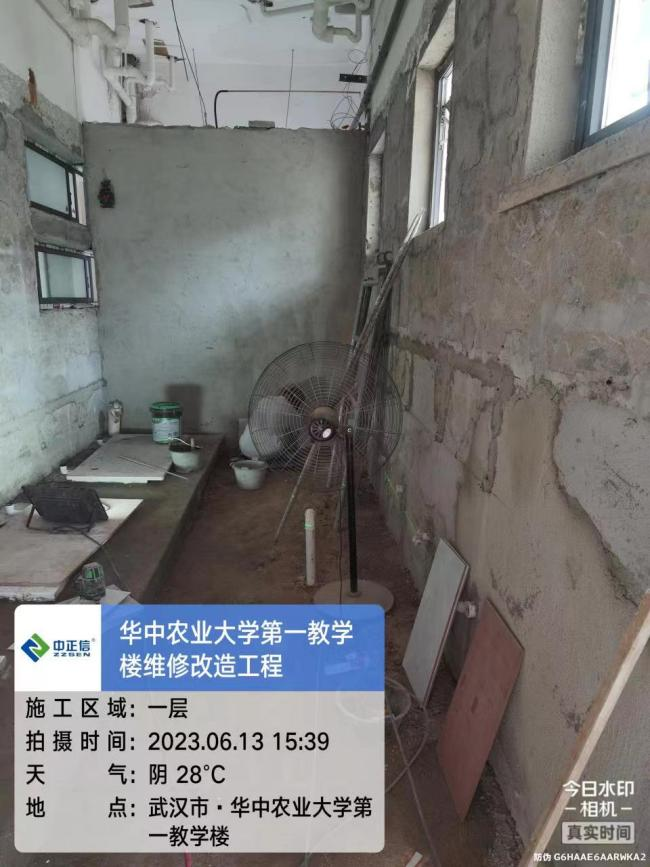 中正信®
ZZSEN
华中农业大学第一教学
楼维修改造工程
施工区域：一层
拍摄时间：2023.06.13 15:39
天气：阴 28℃
地点：武汉市·华中农业大学第
一教学楼
今日水印
相机
真实时间
防伪 G6HAAE6AARWKA2